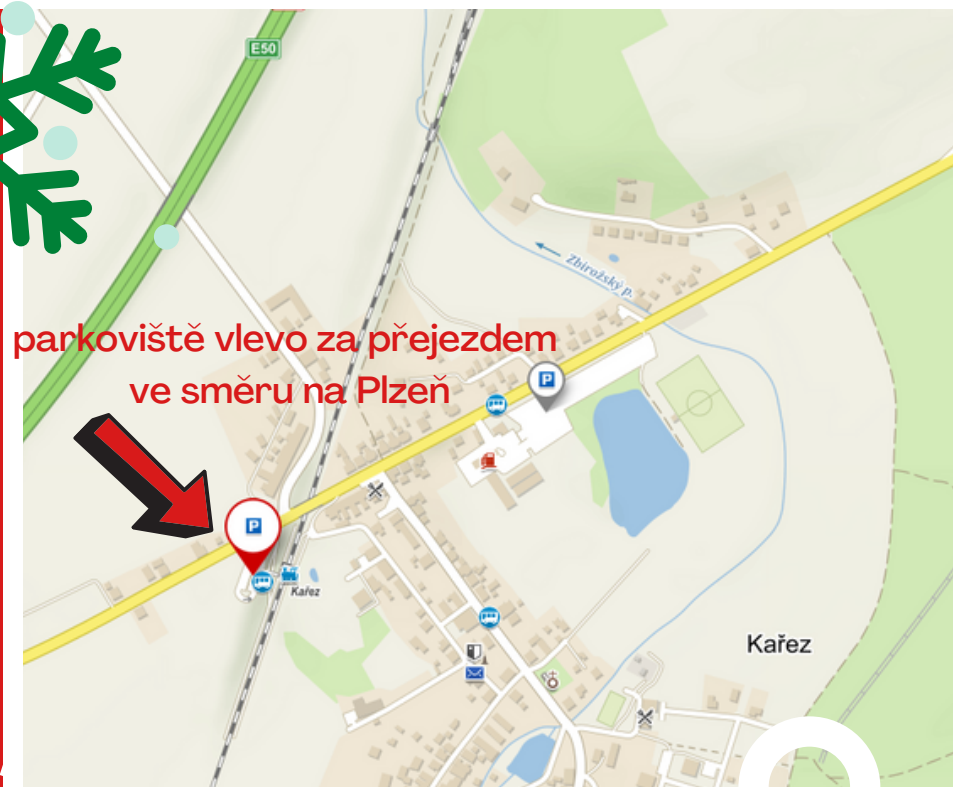 E50
Zbirožský p.
parkoviště vlevo za přejezdem
ve směru na Plzeň
P
P
Kařez
Kařez